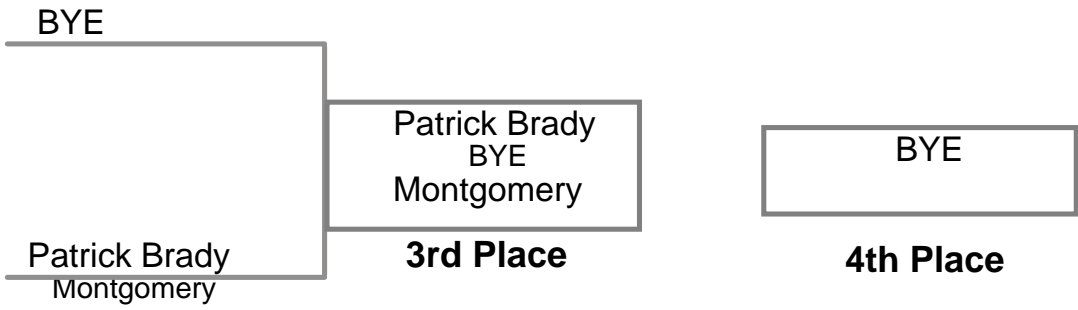 BYE
Patrick Brady
BYE
Montgomery
3rd Place
BYE
4th Place
Patrick Brady
Montgomery